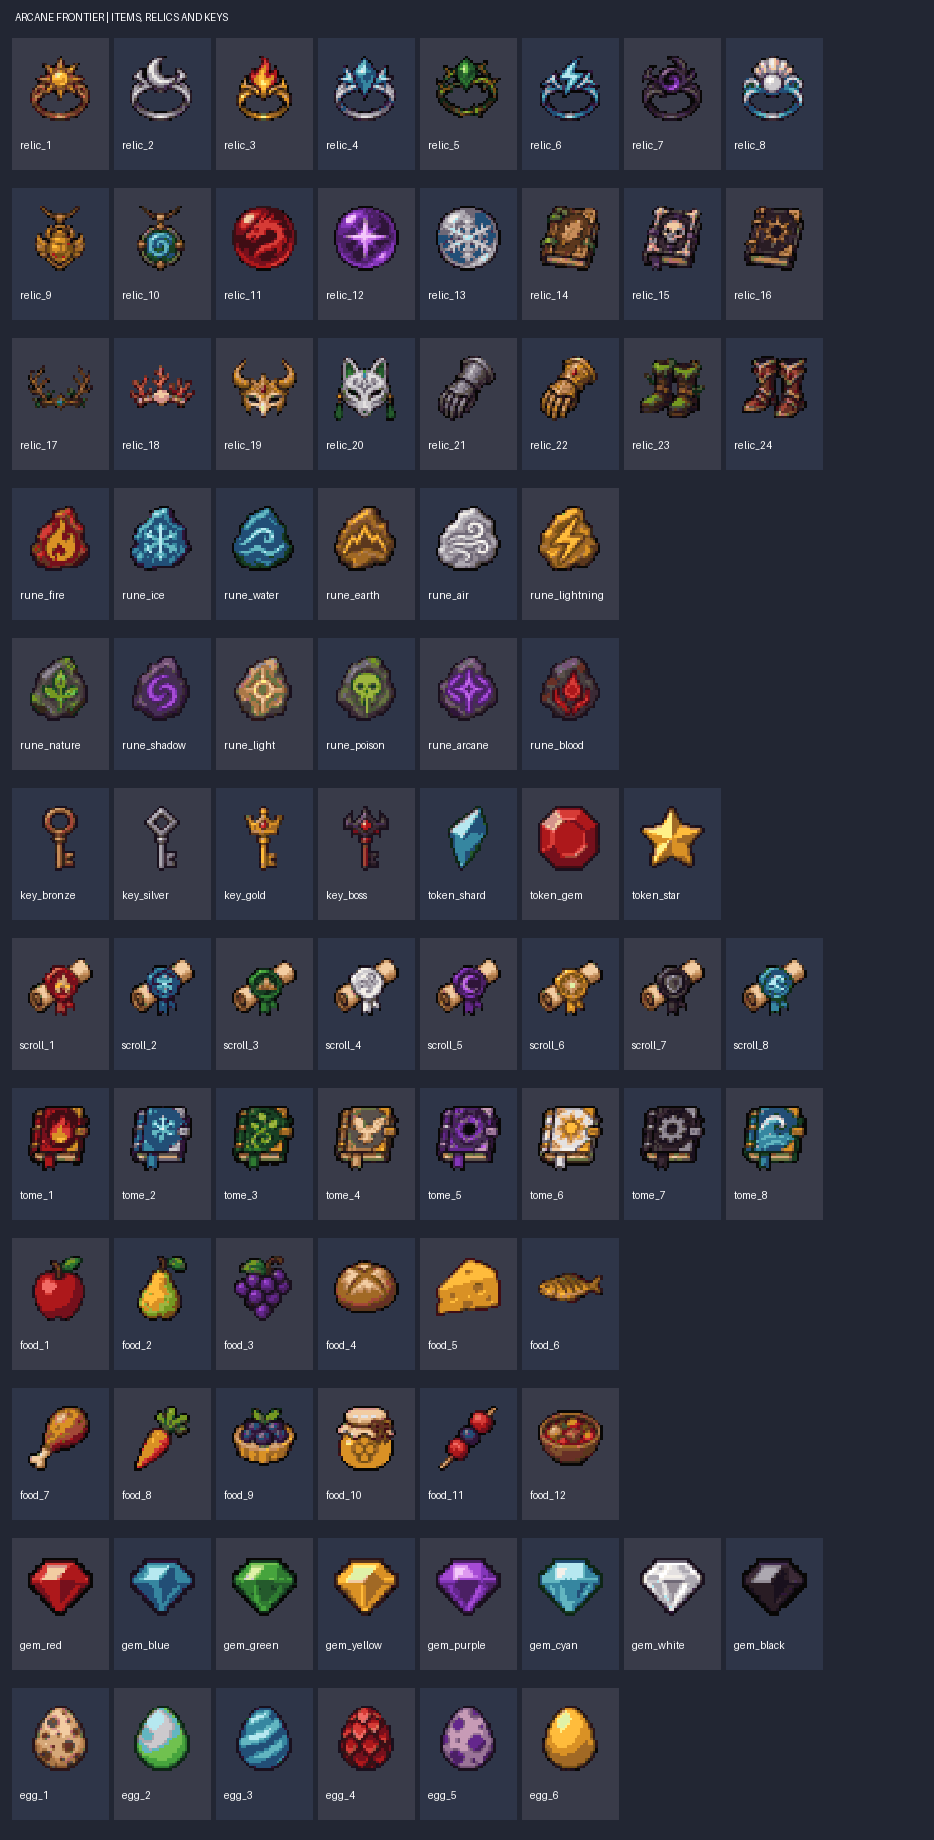 ARCANE FRONTIER | ITEMS, RELICS AND KEYS
relic_1 relic_2 relic_3 relic_4 relic_5 relic_6 relic_7 relic_8
relic_9 relic_10 relic_11 relic_12 relic_13 relic_14 relic_15 relic_16
relic_17 relic_18 relic_19 relic_20 relic_21 relic_22 relic_23 relic_24
rune_fire rune_ice rune_water rune_earth rune_air rune_lightning
rune_nature rune_shadow rune_light rune_poison rune_arcane rune_blood
key_bronze key_silver key_gold key_boss token_shard token_gem token_star
scroll_1 scroll_2 scroll_3 scroll_4 scroll_5 scroll_6 scroll_7 scroll_8
tome_1 tome_2 tome_3 tome_4 tome_5 tome_6 tome_7 tome_8
food_1 food_2 food_3 food_4 food_5 food_6
food_7 food_8 food_9 food_10 food_11 food_12
gem_red gem_blue gem_green gem_yellow gem_purple gem_cyan gem_white gem_black
egg_1 egg_2 egg_3 egg_4 egg_5 egg_6